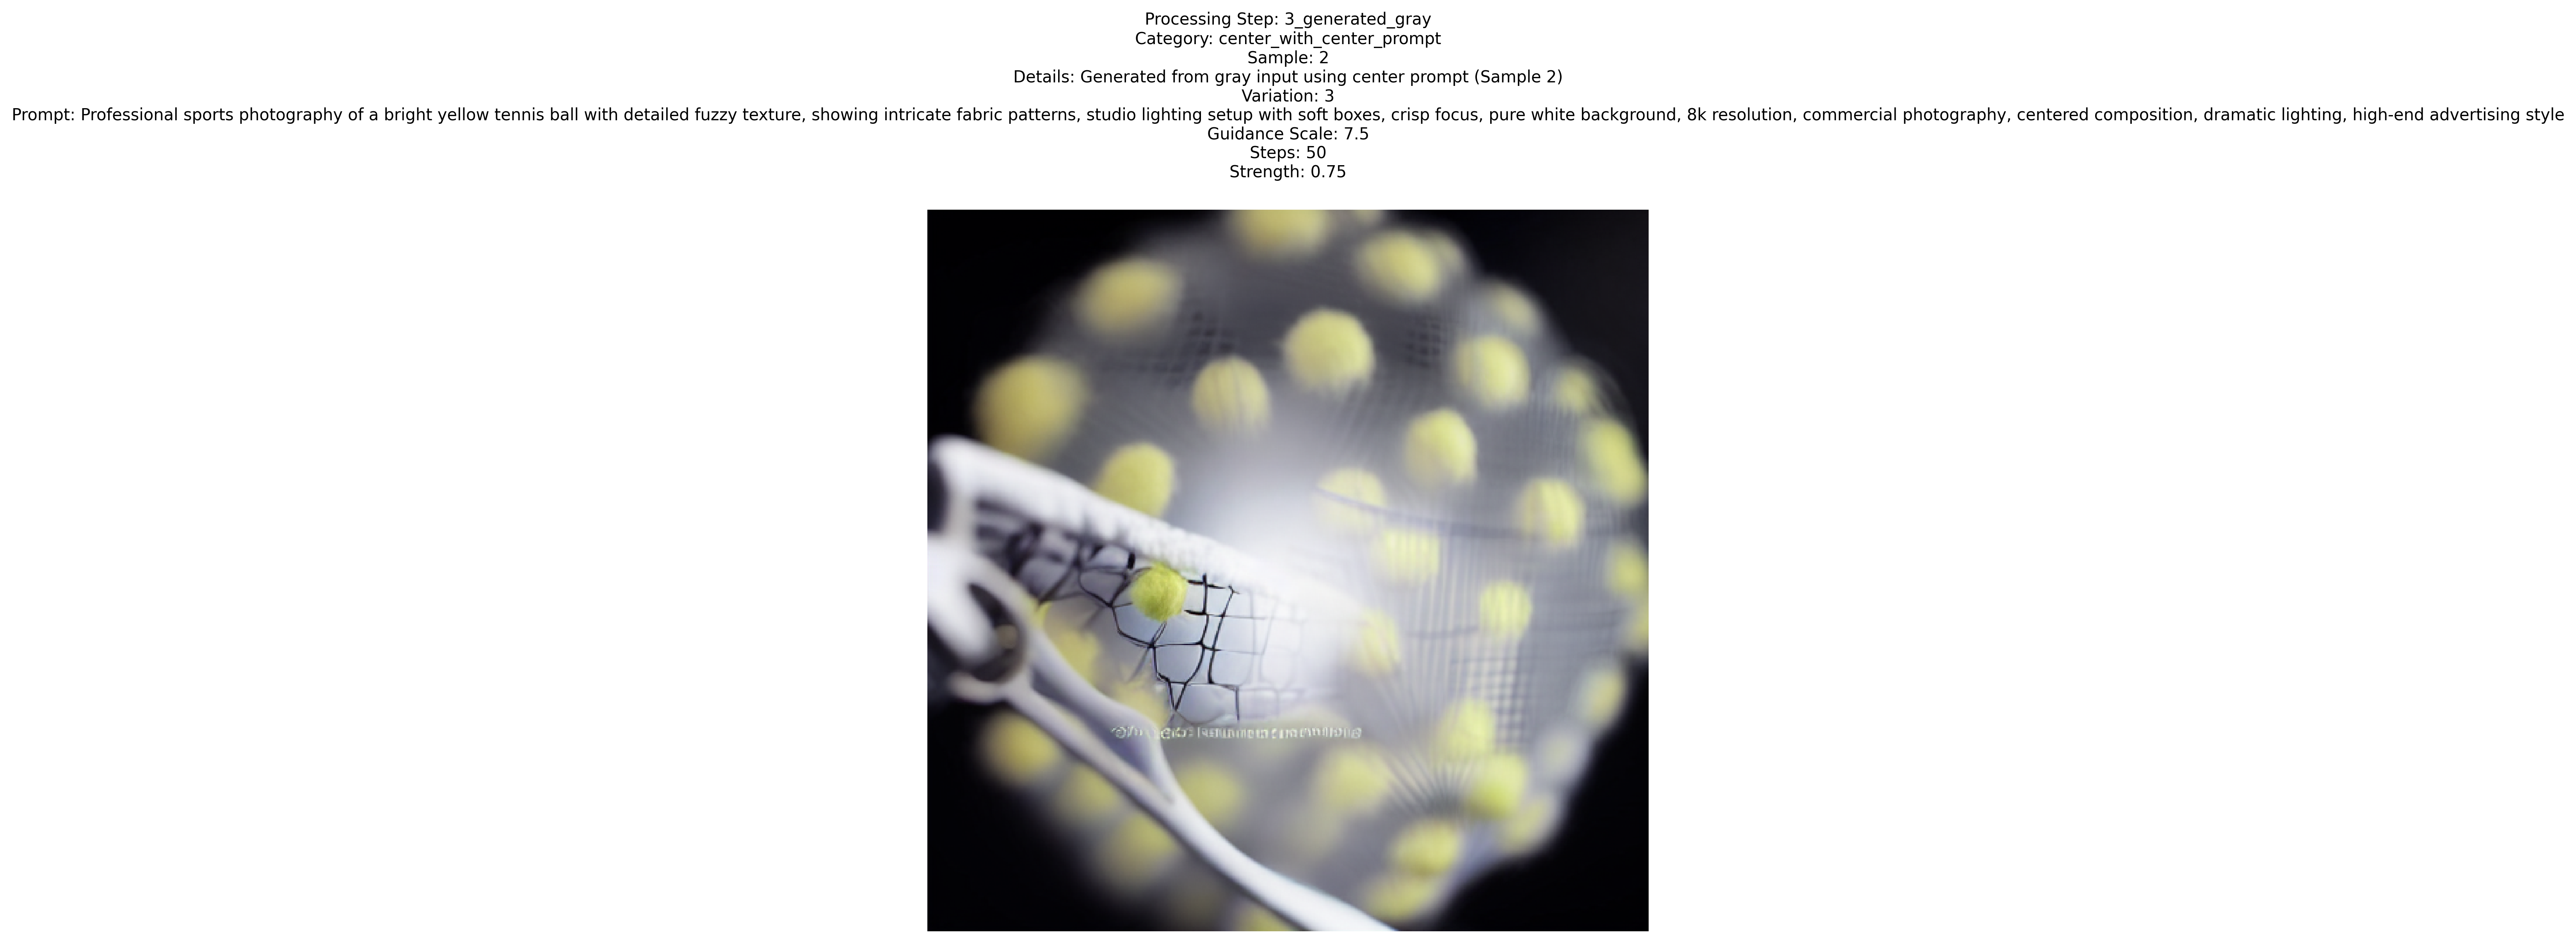 Processing Step: 3_generated_gray
Category: center_with_center_prompt
Sample: 2
Details: Generated from gray input using center prompt (Sample 2)
Variation: 3
Prompt: Professional sports photography of a bright yellow tennis ball with detailed fuzzy texture, showing intricate fabric patterns, studio lighting setup with soft boxes, crisp focus, pure white background, 8k resolution, commercial photography, centered composition, dramatic lighting, high-end advertising style
Guidance Scale: 7.5
Steps: 50
Strength: 0.75